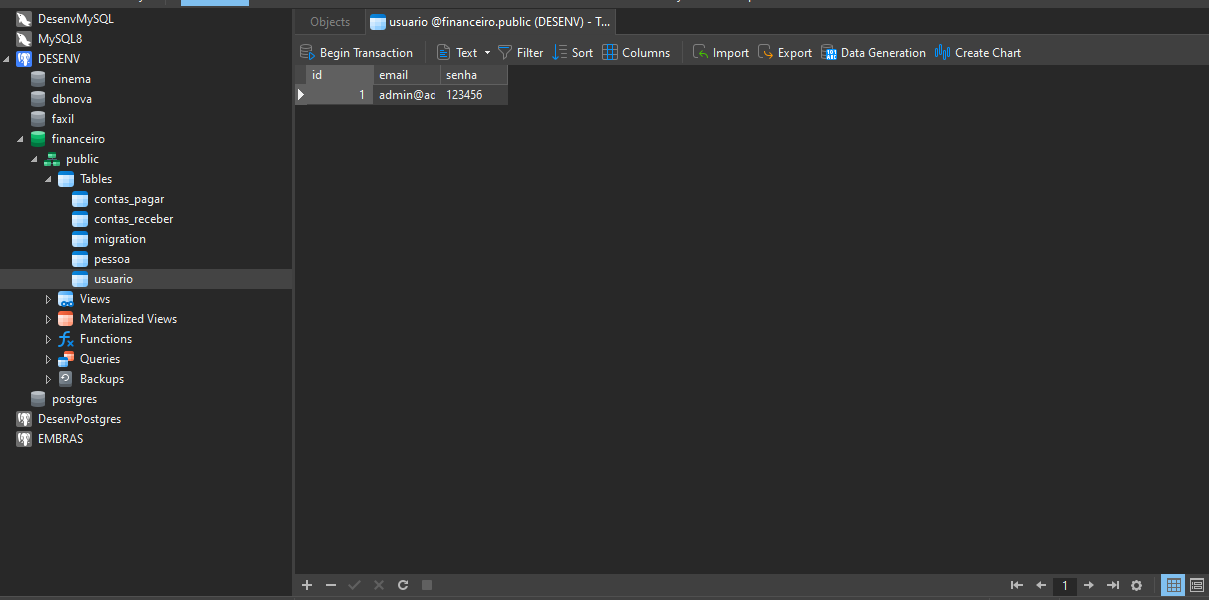 DesenvMySQL
MySQL8
DESENV
cinema
dbnova
faxil
financeiro
public
Tables
contas_pagar
contas_receber
migration
pessoa
usuario
Views
Materialized Views
Functions
Queries
Backups
postgres
DesenvPostgres
EMBRAS
Objects usuario @financeiro.public (DESENV) - T...
Begin Transaction Text Filter Sort Columns Import Export Data Generation Create Chart
id email senha
1 admin@ac 123456
1